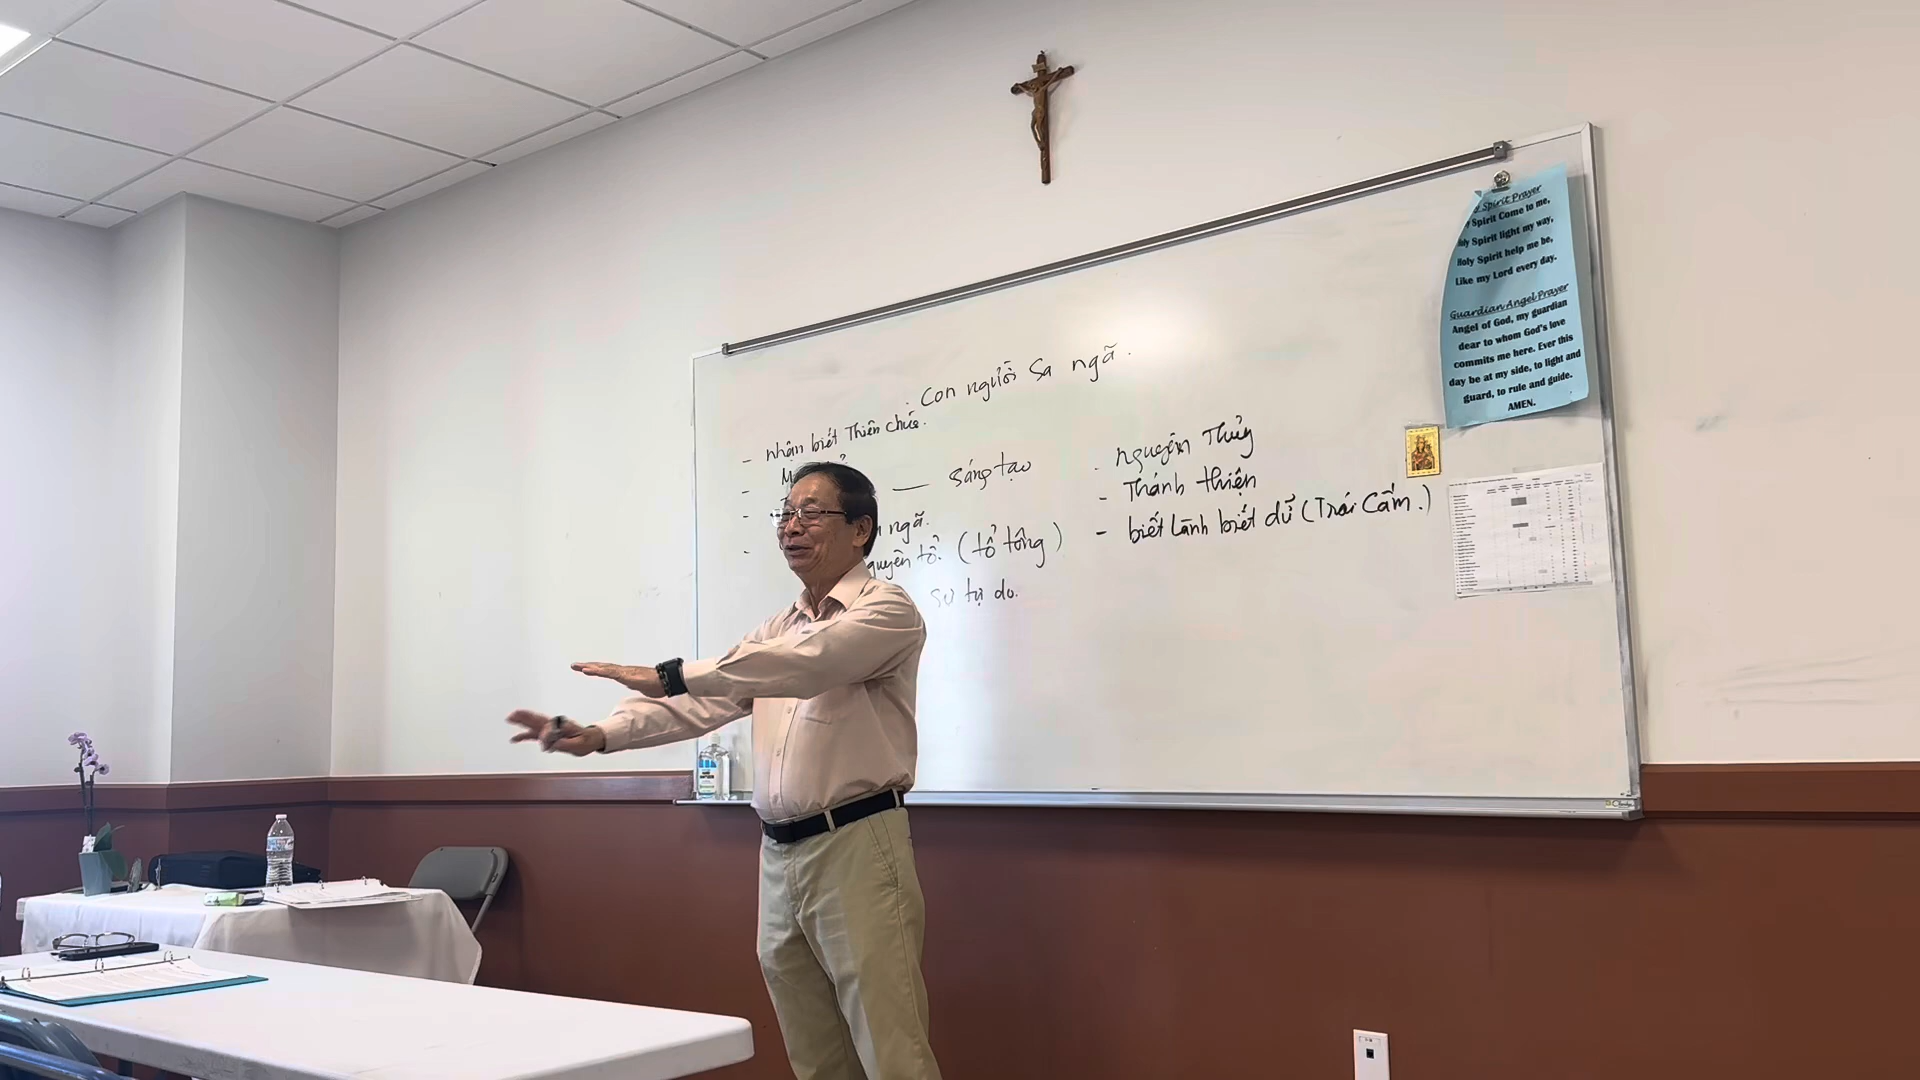 Con người Sa ngã.
- nhận biết Thiên chúa.
- sáng tạo
ngã.
nguyên tổ (tổ tông)
sự tự do.
- nguyên Thủy
- Thánh thiện
- biết lành biết dữ (Trái Cấm.)
Spirit Prayer
Spirit Come to me,
Holy Spirit light my way,
Holy Spirit help me be,
Like my Lord every day.
Guardian Angel Prayer
Angel of God, my guardian
dear to whom God's love
commits me here. Ever this
day be at my side, to light and
guard, to rule and guide.
AMEN.